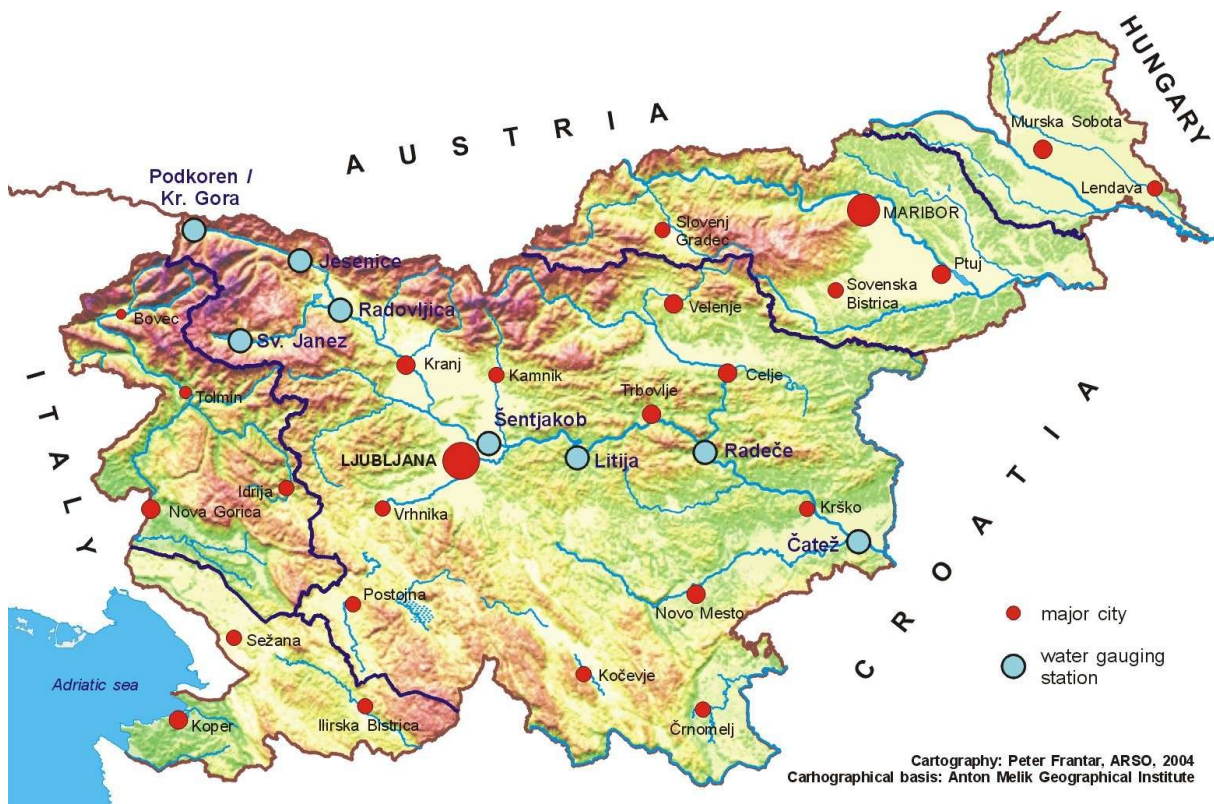 HUNGARY
AUSTRIA
Murska Sobota
Podkoren /
Kr. Gora
Lendava
Slovenj
Gradec
MARIBOR
Jesenice
Ptuj
Sovenska
Bistrica
Radovljica
Velenje
Bovec
Sv. Janez
Kranj
Kamnik
Celje
ITALY
Tolmin
Trbovlje
Šentjakob
CROATIA
LJUBLJANA
Litija
Radeče
Idrija
Nova Gorica
Vrhnika
Krško
Čatež
Postojna
Novo Mesto
major city
Sežana
water gauging
station
Adriatic sea
Kočevje
Koper
Ilirska Bistrica
Črnomelj
Cartography: Peter Frantar, ARSO, 2004
Carhographical basis: Anton Melik Geographical Institute